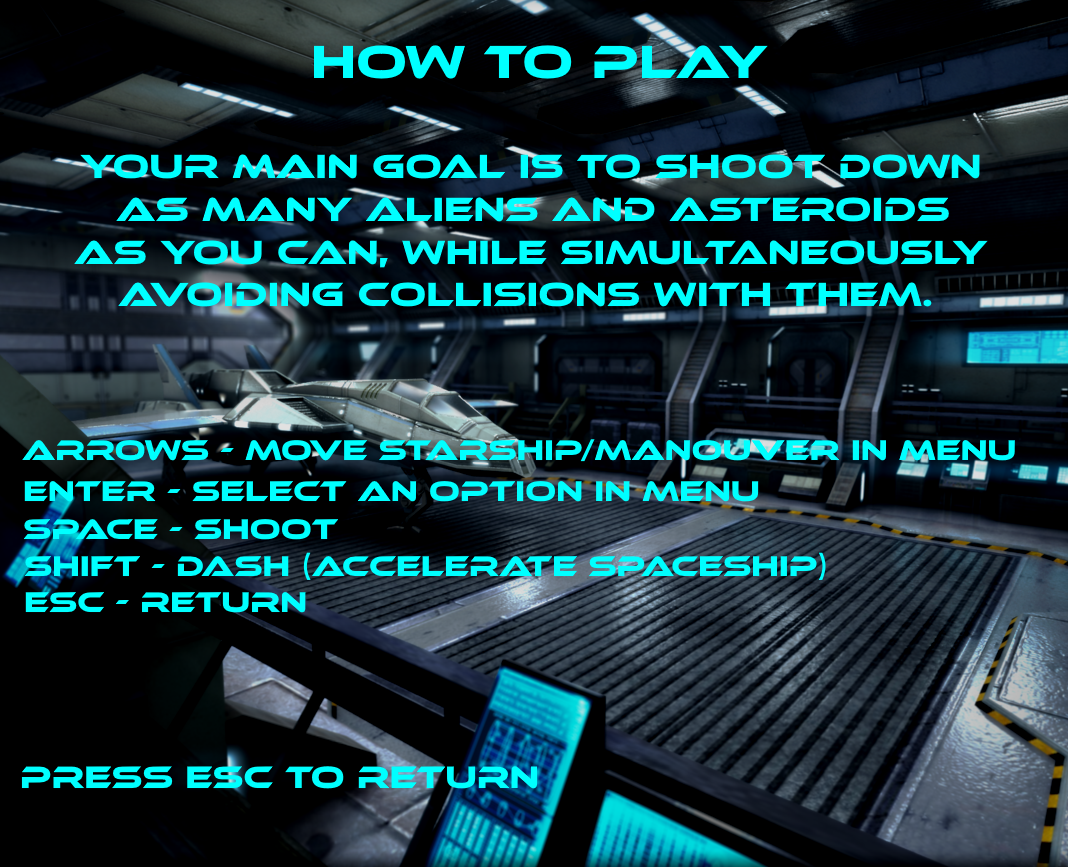 HOW TO PLAY
YOUR MAIN GOAL IS TO SHOOT DOWN
AS MANY ALIENS AND ASTEROIDS
AS YOU CAN, WHILE SIMULTANEOUSLY
AVOIDING COLLISIONS WITH THEM.
ARROWS - MOVE STARSHIP/MANOUVER IN MENU
ENTER - SELECT AN OPTION IN MENU
SPACE - SHOOT
SHIFT - DASH (ACCELERATE SPACESHIP)
ESC - RETURN
PRESS ESC TO RETURN